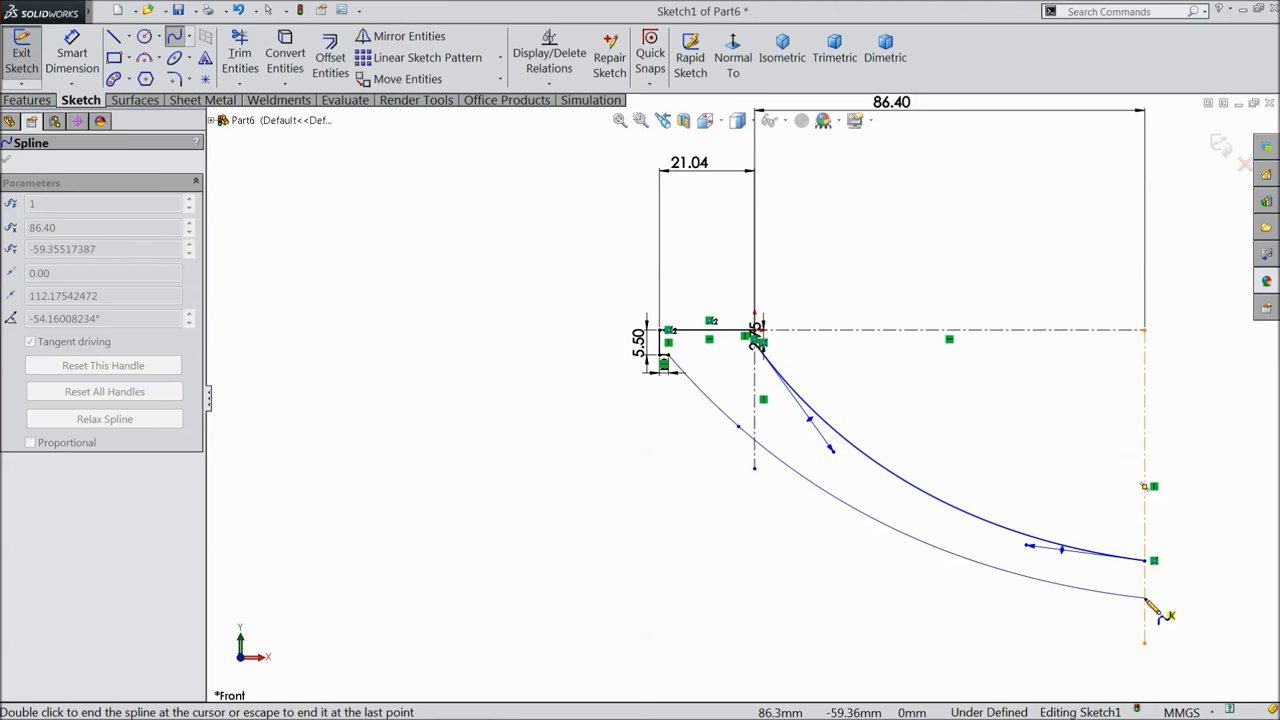 SOLIDWORKS
Sketch1 of Part6 *
Search Commands
Exit Sketch
Smart Dimension
Trim Entities
Convert Entities
Offset Entities
Mirror Entities
Linear Sketch Pattern
Move Entities
Display/Delete Relations
Repair Sketch
Quick Snaps
Rapid Sketch
Normal To
Isometric
Trimetric
Dimetric
Features
Sketch
Surfaces
Sheet Metal
Weldments
Evaluate
Render Tools
Office Products
Simulation
Part6 (Default<<Def...
Spline
?
Parameters
1
86.40
-59.35517387
0.00
112.17542472
-54.16008234°
Tangent driving
Reset This Handle
Reset All Handles
Relax Spline
Proportional
86.40
21.04
5.50
2.75
Y
X
*Front
Double click to end the spline at the cursor or escape to end it at the last point
86.3mm
-59.36mm
0mm
Under Defined
Editing Sketch1
MMGS